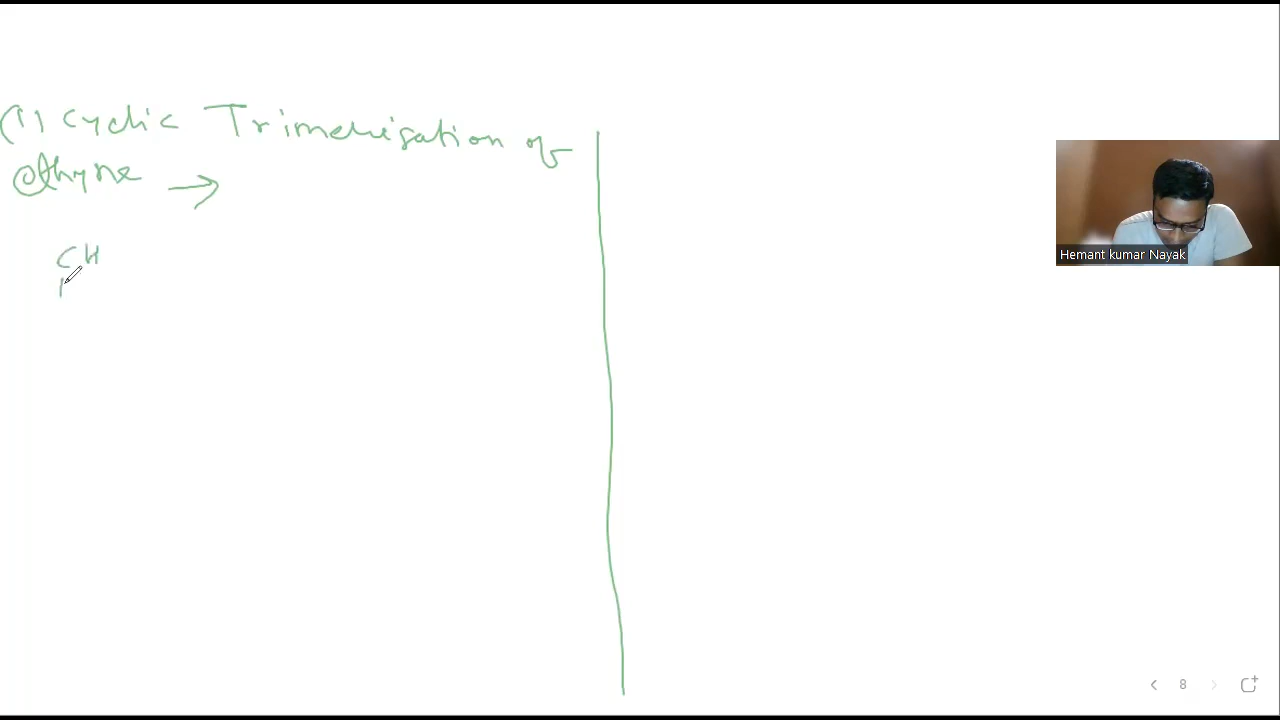 (1) Cyclic Trimerisation of
ethyne →
CH
Hemant kumar Nayak
8